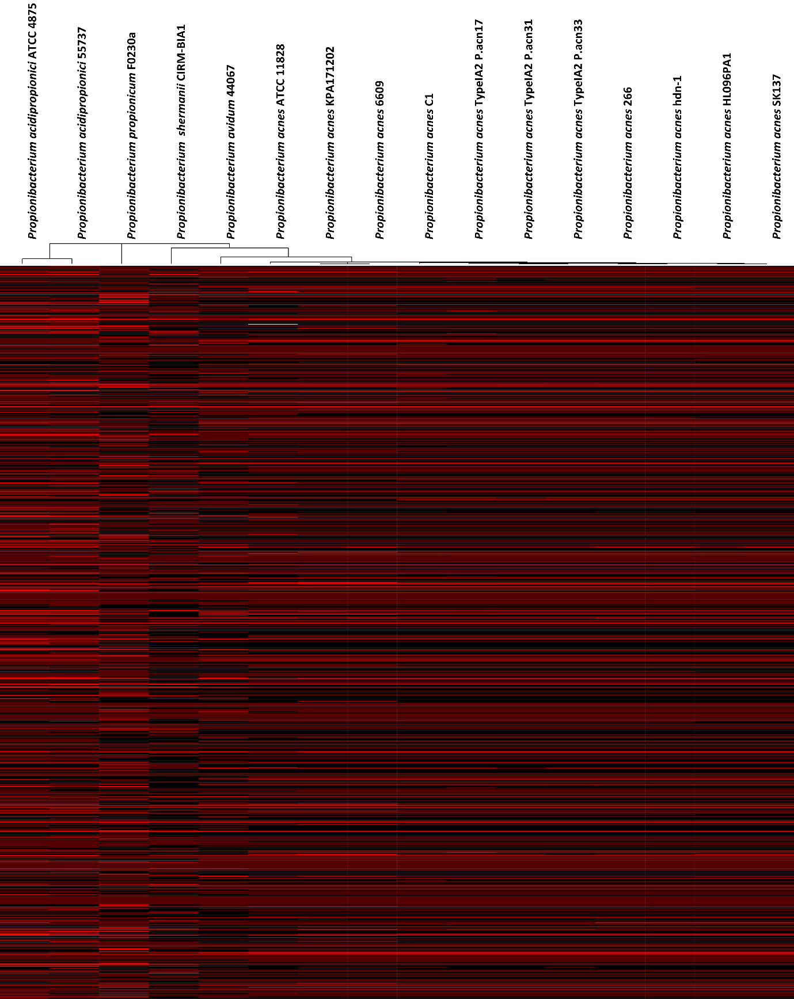 Propionibacterium acidipropionici ATCC 4875
Propionibacterium acidipropionici 55737
Propionibacterium propionicum F0230a
Propionibacterium shermanii CIRM-BIA1
Propionibacterium avidum 44067
Propionibacterium acnes ATCC 11828
Propionibacterium acnes KPA171202
Propionibacterium acnes 6609
Propionibacterium acnes C1
Propionibacterium acnes TypeIA2 P.acn17
Propionibacterium acnes TypeIA2 P.acn31
Propionibacterium acnes TypeIA2 P.acn33
Propionibacterium acnes 266
Propionibacterium acnes hdn-1
Propionibacterium acnes HL096PA1
Propionibacterium acnes SK137